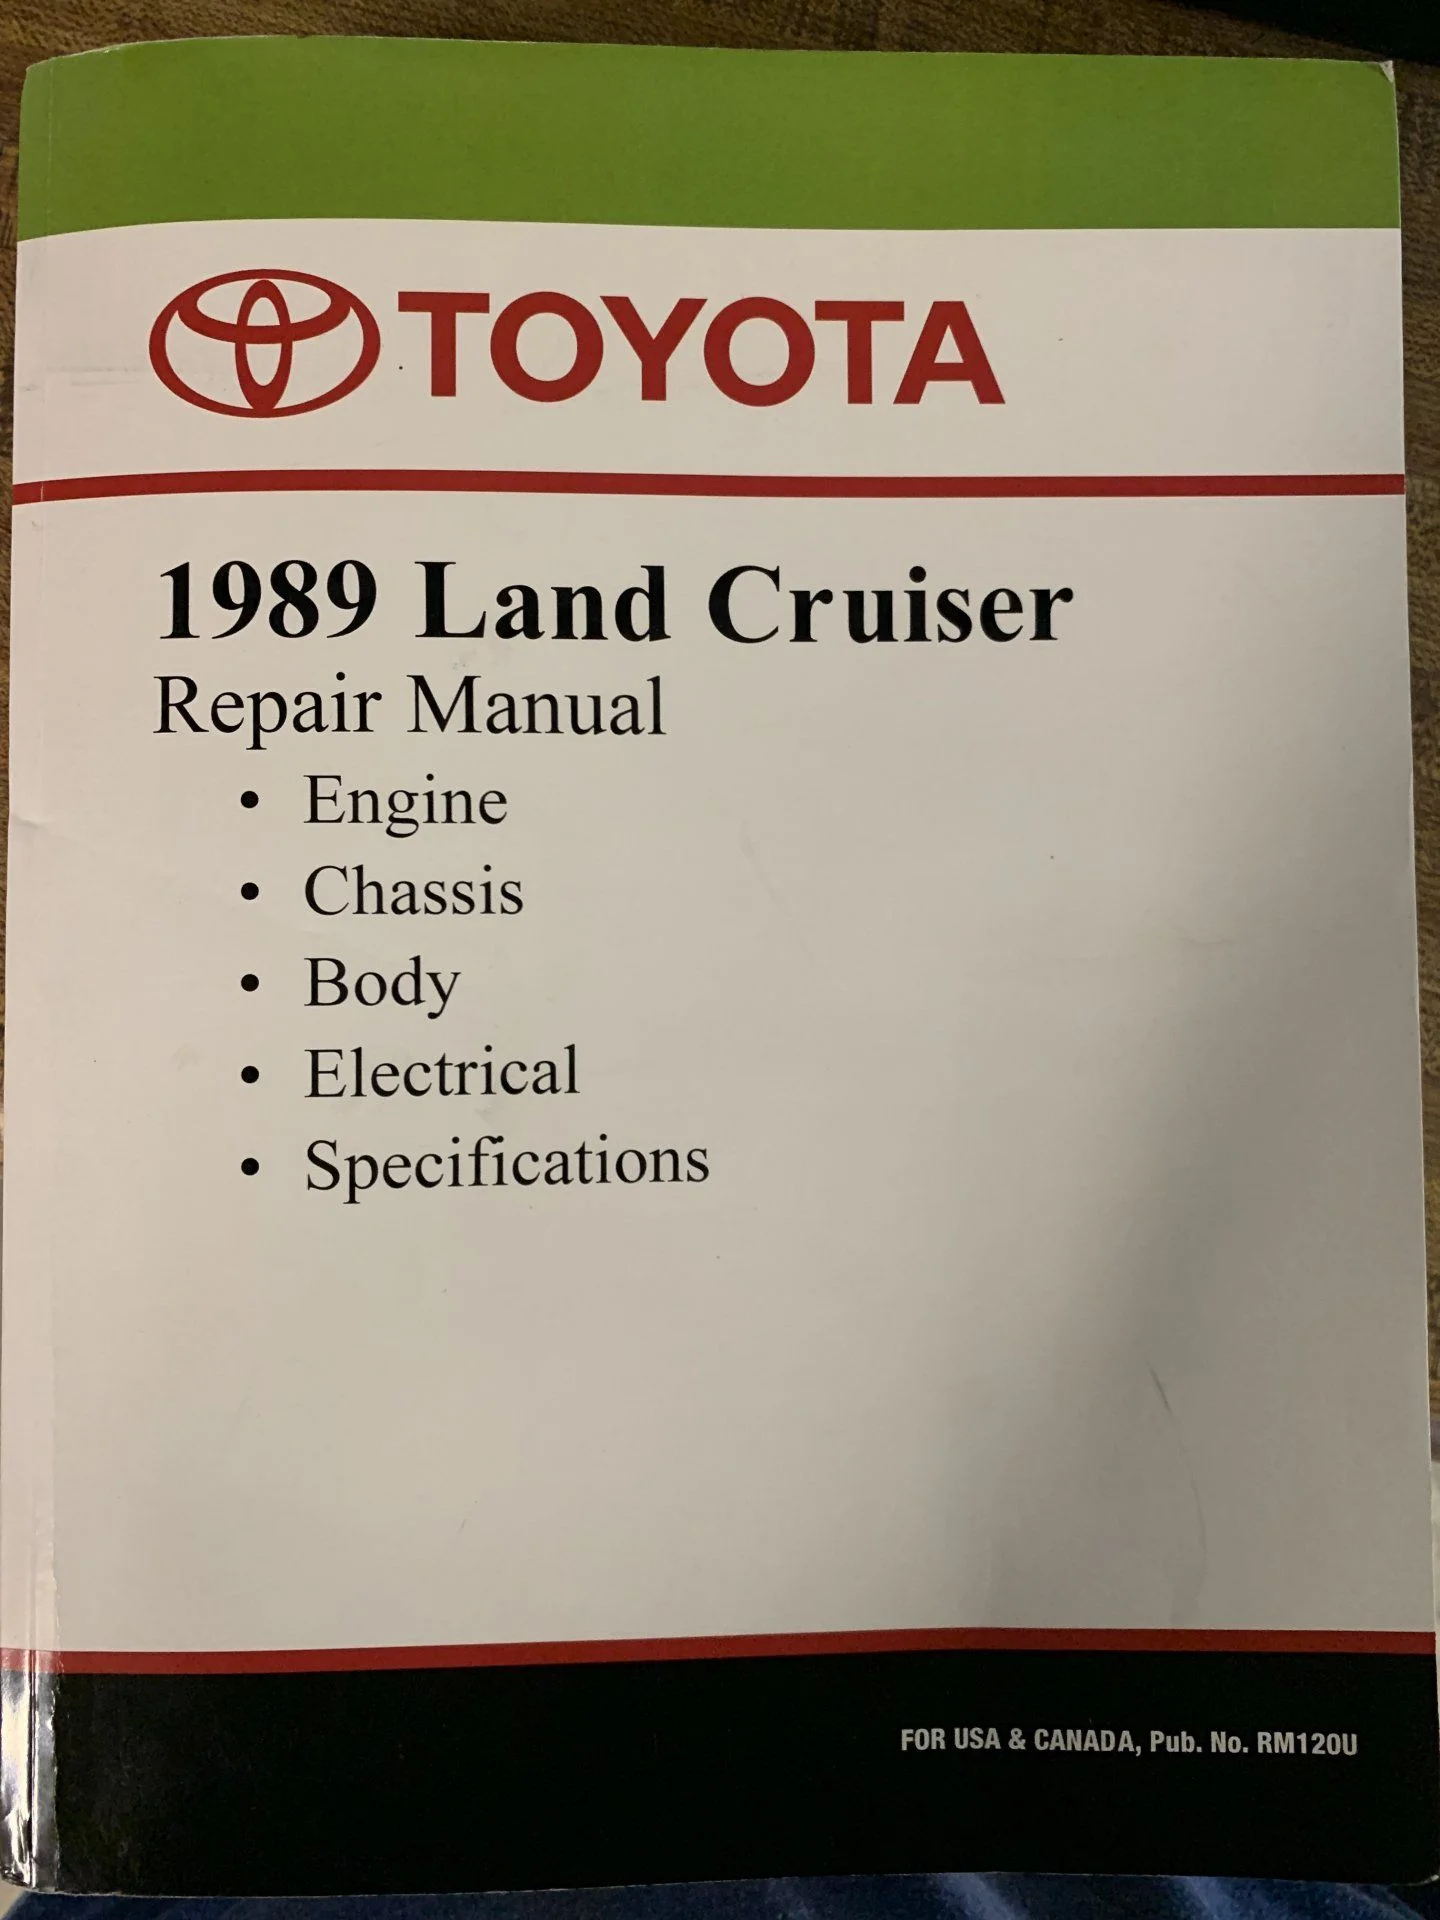 TOYOTA
1989 Land Cruiser
Repair Manual
• Engine
• Chassis
• Body
• Electrical
• Specifications
FOR USA & CANADA, Pub. No. RM120U